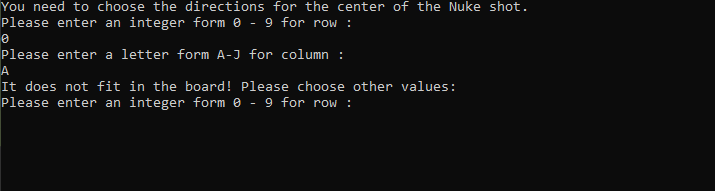 You need to choose the directions for the center of the Nuke shot.
Please enter an integer form 0 - 9 for row :
0
Please enter a letter form A-J for column :
A
It does not fit in the board! Please choose other values:
Please enter an integer form 0 - 9 for row :